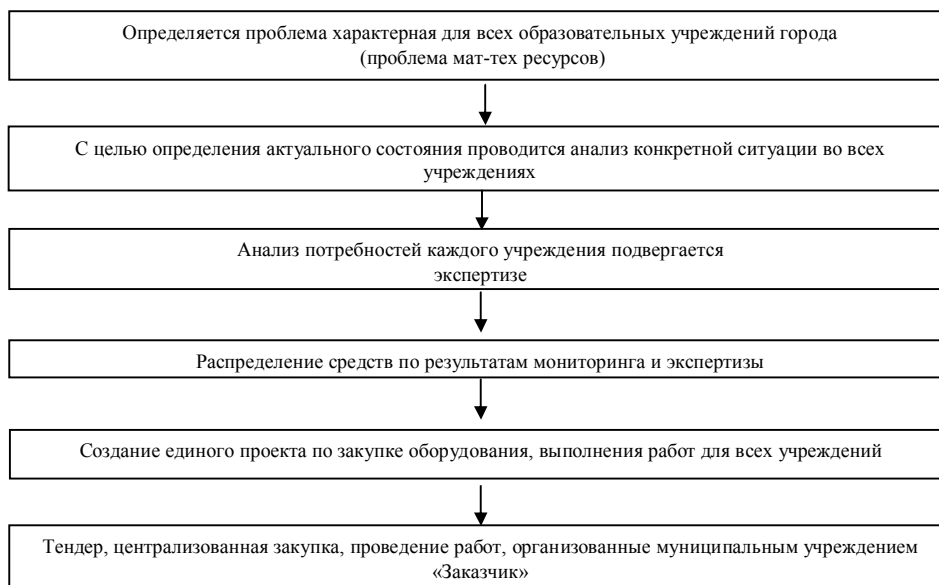 Определяется проблема характерная для всех образовательных учреждений города
(проблема мат-тех ресурсов)
С целью определения актуального состояния проводится анализ конкретной ситуации во всех
учреждениях
Анализ потребностей каждого учреждения подвергается
экспертизе
Распределение средств по результатам мониторинга и экспертизы
Создание единого проекта по закупке оборудования, выполнения работ для всех учреждений
Тендер, централизованная закупка, проведение работ, организованные муниципальным учреждением
«Заказчик»